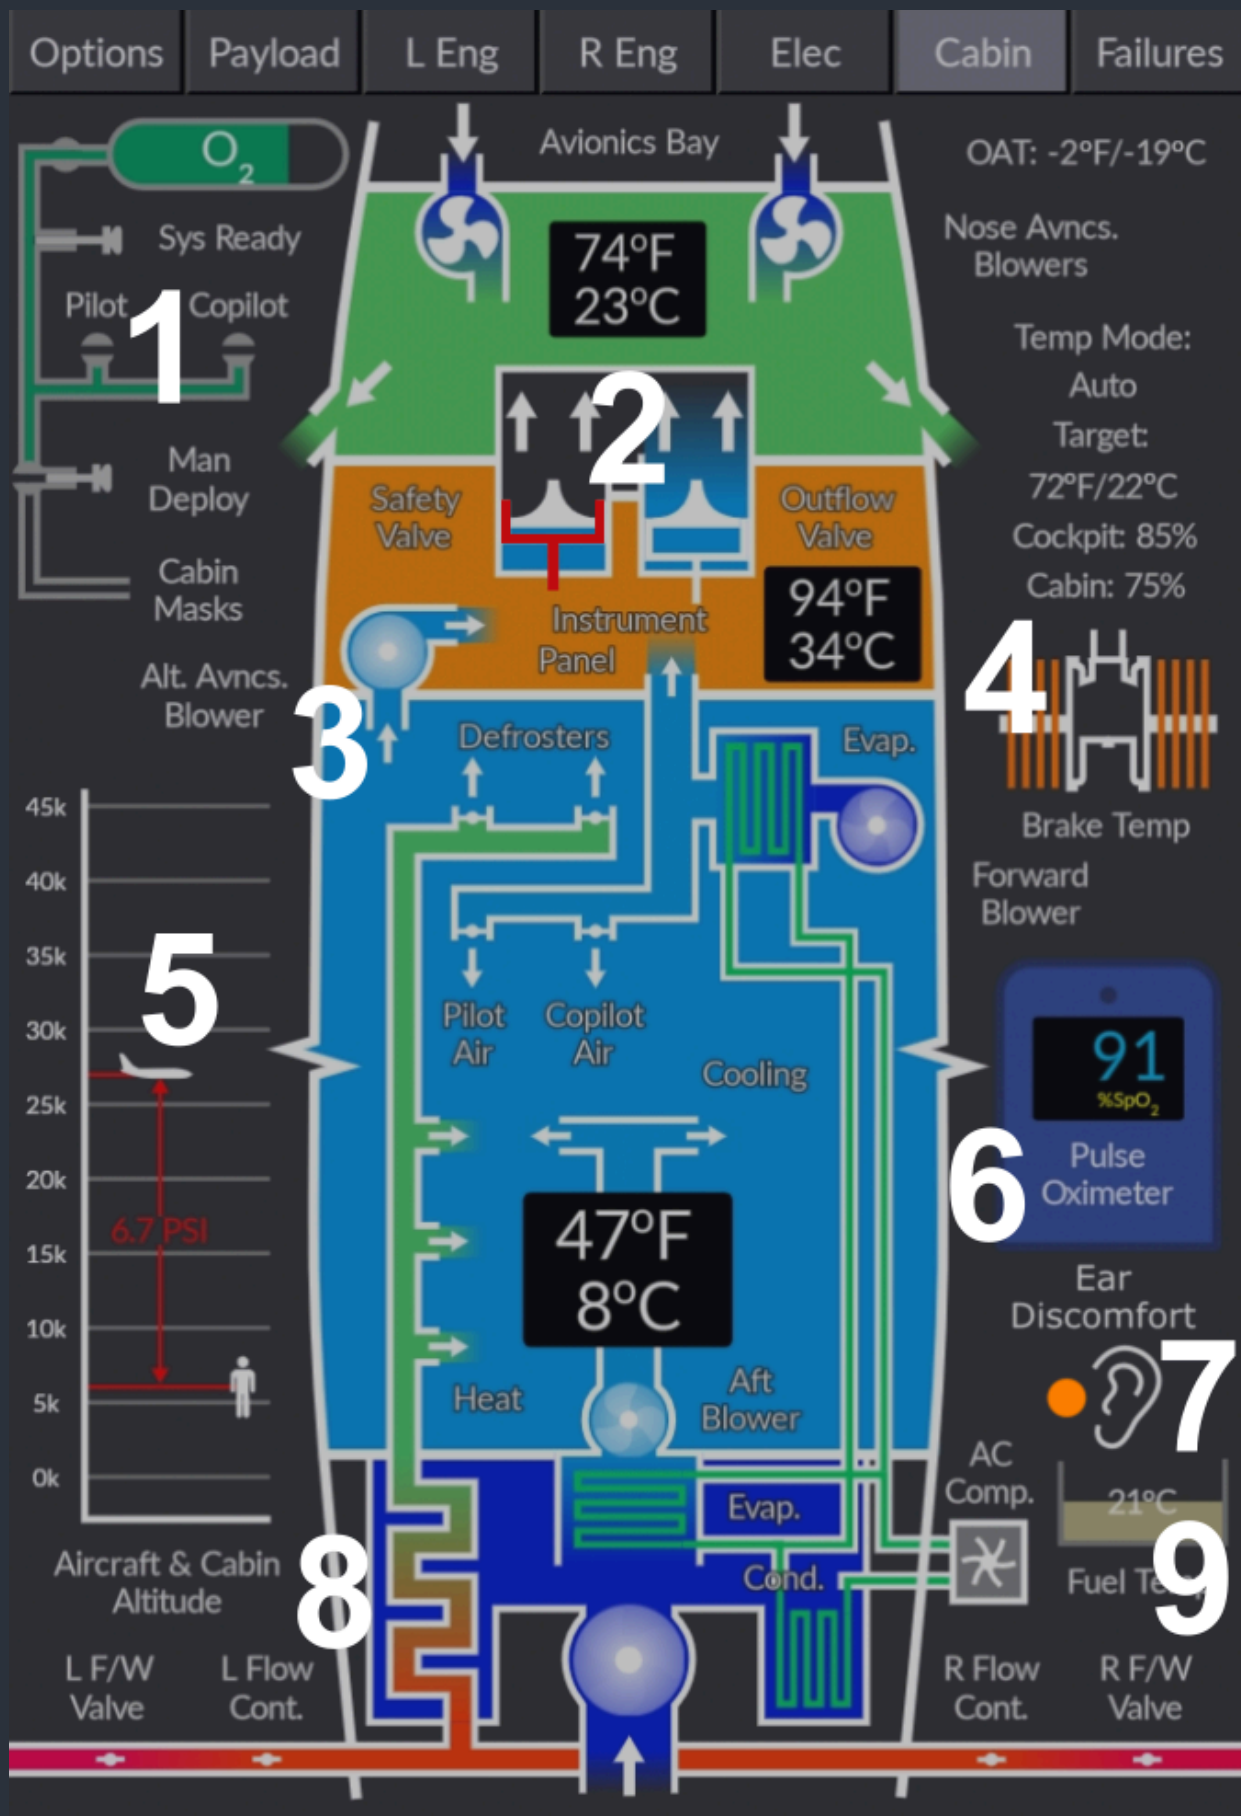 Options Payload L Eng R Eng Elec Cabin Failures
O2
Sys Ready
Pilot Copilot
1
Man
Deploy
Cabin
Masks
Alt. Avncs.
Blower
3
Avionics Bay
74°F
23°C
2
Safety
Valve
Outflow
Valve
94°F
34°C
Instrument
Panel
OAT: -2°F/-19°C
Nose Avncs.
Blowers
Temp Mode:
Auto
Target:
72°F/22°C
Cockpit: 85%
Cabin: 75%
4
Brake Temp
Forward
Blower
Defrosters
Evap.
Pilot
Air
Copilot
Air
Cooling
47°F
8°C
Heat
Aft
Blower
45k
40k
35k
5
30k
25k
20k
6.7 PSI
15k
10k
5k
0k
Aircraft & Cabin
Altitude
8
91
%SpO2
6
Pulse
Oximeter
Ear
Discomfort
7
AC
Comp.
21°C
9
Fuel
Evap.
Cond.
L F/W
Valve
L Flow
Cont.
R Flow
Cont.
R F/W
Valve